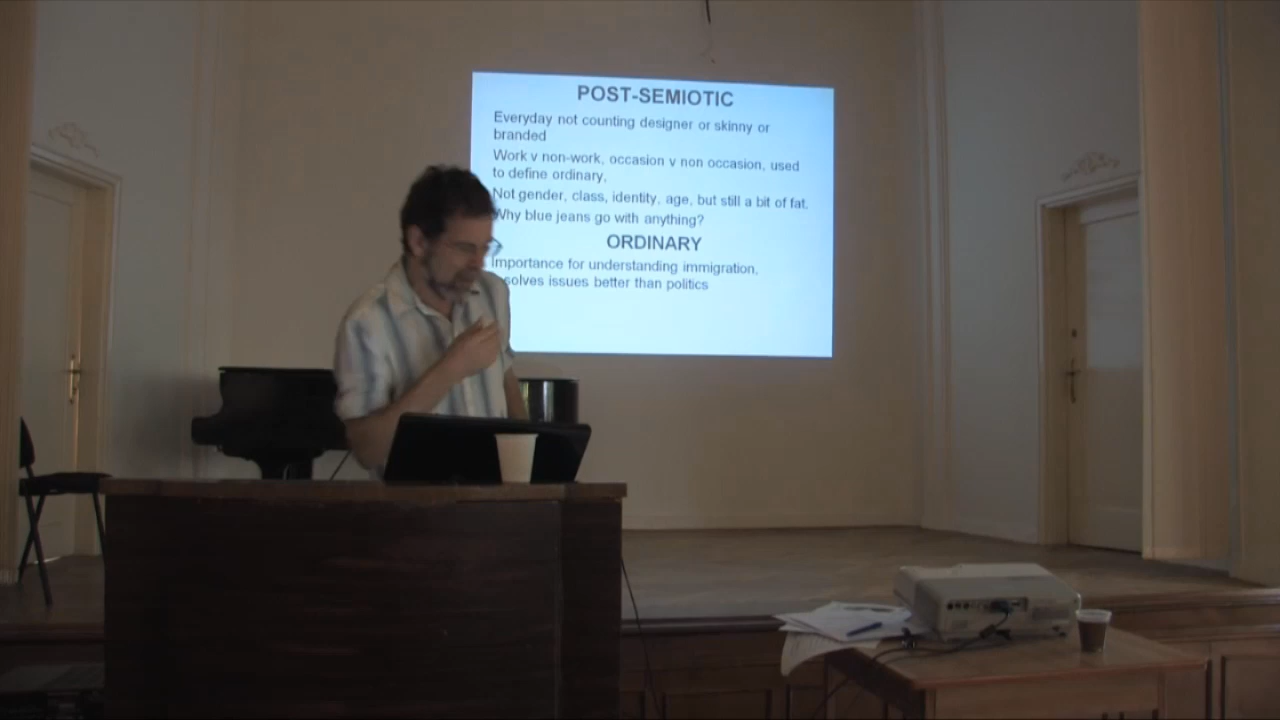 POST-SEMIOTIC
Everyday not counting designer or skinny or
branded
Work v non-work, occasion v non occasion, used
to define ordinary,
Not gender, class, identity, age, but still a bit of fat.
Why blue jeans go with anything?
ORDINARY
Importance for understanding immigration,
solves issues better than politics